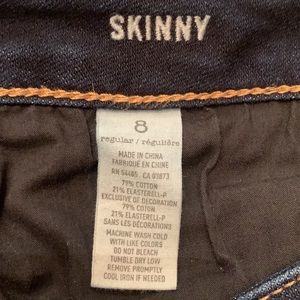 SKINNY
8
regular / régulière
MADE IN CHINA
FABRIQUÉ EN CHINE
RN 54485 CA 03873
79% COTTON
21% ELASTERELL-P
EXCLUSIVE OF DECORATION
79% COTON
21% ELASTERELL-P
SANS LES DÉCORATIONS
MACHINE WASH COLD
WITH LIKE COLORS
DO NOT BLEACH
TUMBLE DRY LOW
REMOVE PROMPTLY
COOL IRON IF NEEDED